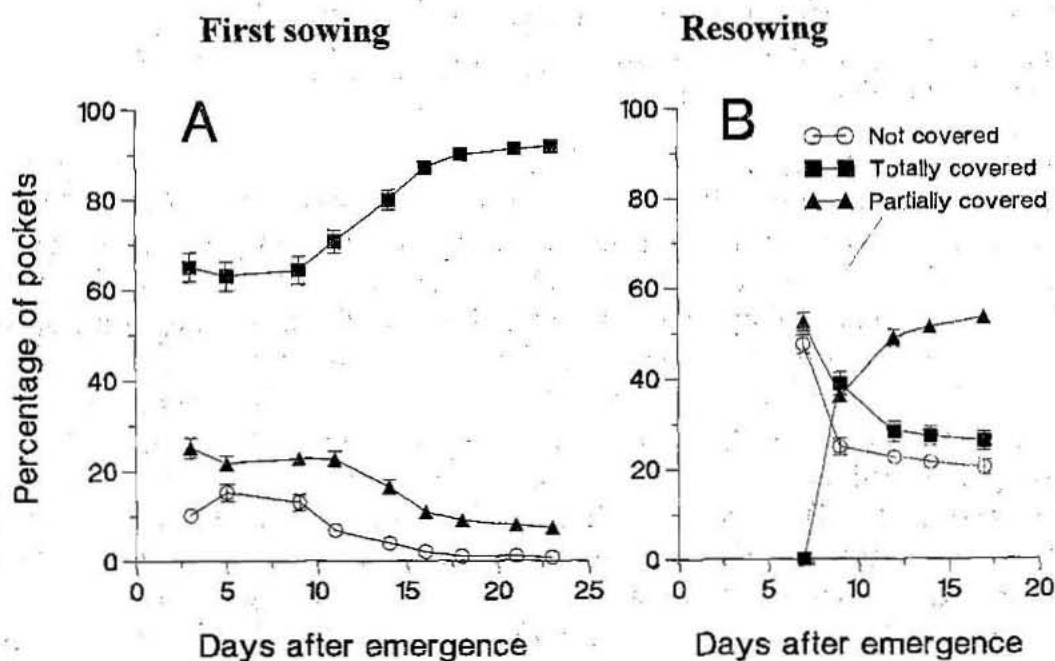 First sowing
Resowing
Percentage of pockets
A
100
80
60
40
20
0
0 5 10 15 20 25
Days after emergence
B
Not covered
Totally covered
Partially covered
100
80
60
40
20
0
0 5 10 15 20
Days after emergence